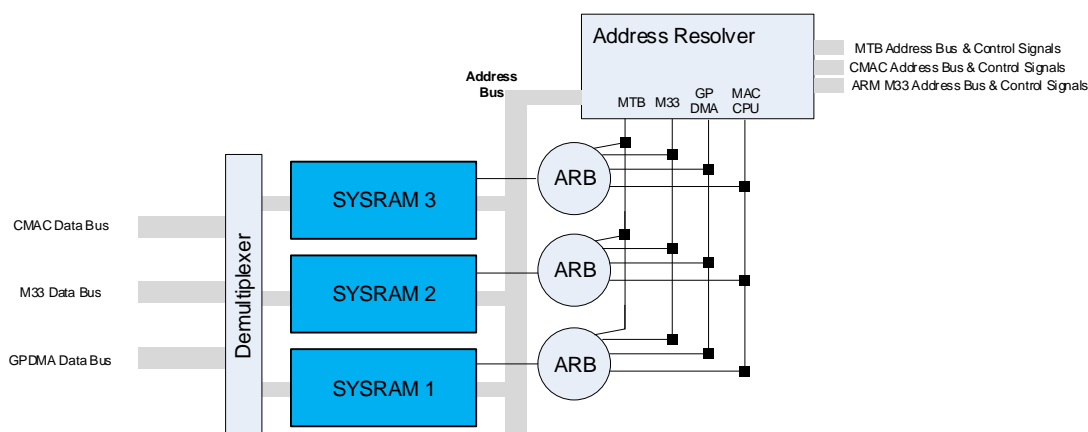 Address Resolver
MTB Address Bus & Control Signals
CMAC Address Bus & Control Signals
ARM M33 Address Bus & Control Signals
Address
Bus
MTB
M33
GP
DMA
MAC
CPU
ARB
SYSRAM 3
CMAC Data Bus
Demultiplexer
ARB
SYSRAM 2
M33 Data Bus
GPDMA Data Bus
ARB
SYSRAM 1